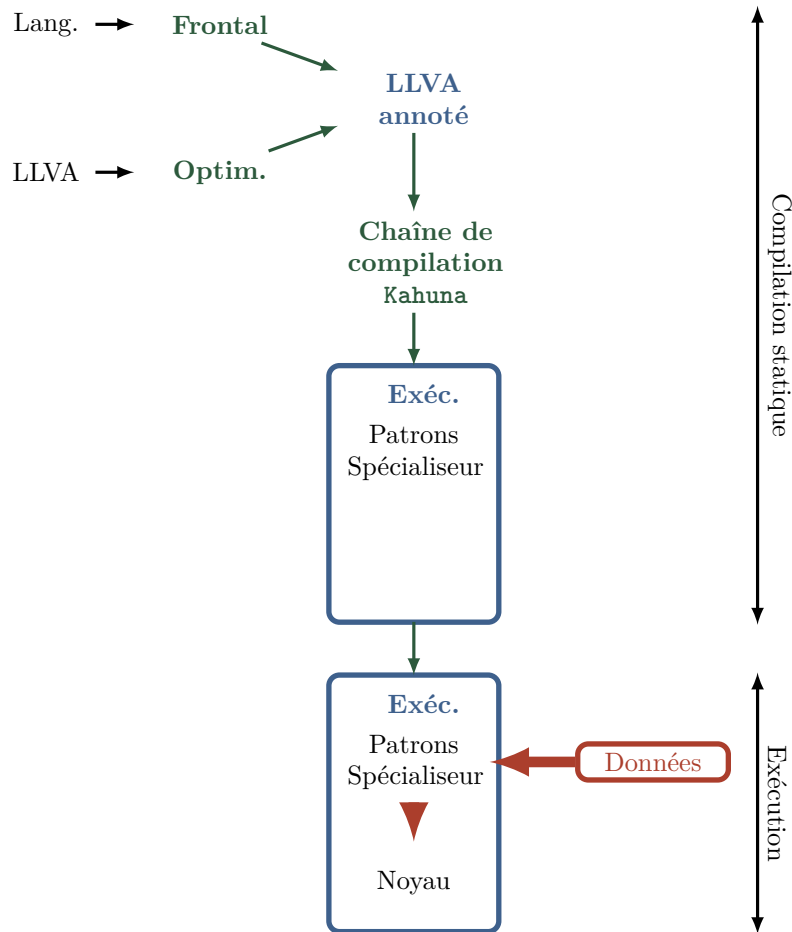 Lang.
Frontal
LLVA
annoté
LLVA
Optim.
Chaîne de
compilation
Kahuna
Exéc.
Patrons
Spécialiseur
Compilation statique
Exéc.
Patrons
Spécialiseur
Données
Noyau
Exécution